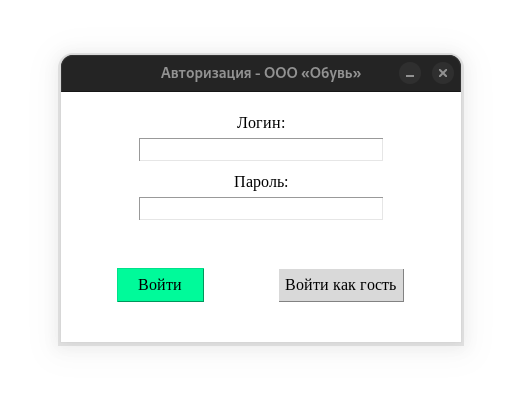 Авторизация - ООО «Обувь»
Логин:
Пароль:
Войти
Войти как гость